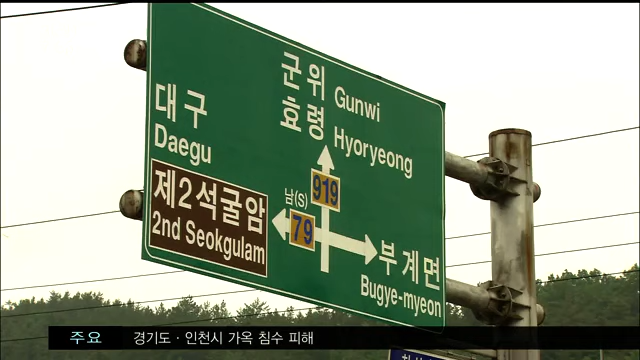 군위 Gunwi
효령 Hyoryeong
대구
Daegu
제2석굴암
2nd Seokgulam
919
남(S)
79
부계면
Bugye-myeon
주요 경기도·인천시 가옥 침수 피해